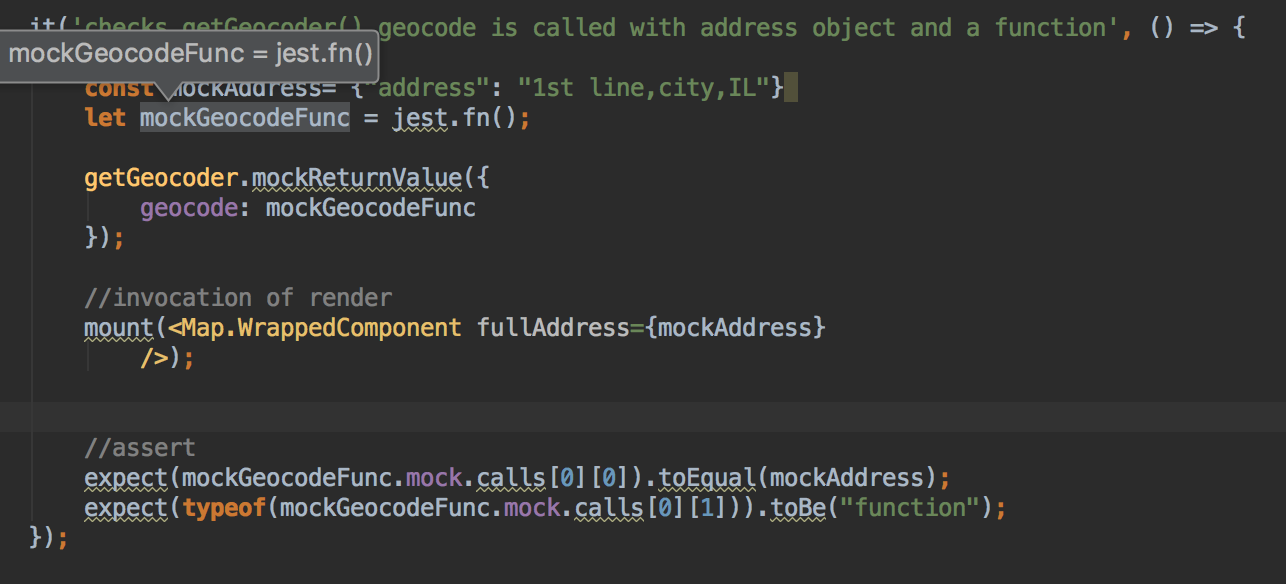 it('checks getGeocoder() geocode is called with address object and a function', () => {
mockGeocodeFunc = jest.fn()
const mockAddress= {"address": "1st line,city,IL"}
let mockGeocodeFunc = jest.fn();
getGeocoder.mockReturnValue({
geocode: mockGeocodeFunc
});
//invocation of render
mount(<Map.WrappedComponent fullAddress={mockAddress}
/>);
//assert
expect(mockGeocodeFunc.mock.calls[0][0]).toEqual(mockAddress);
expect(typeof(mockGeocodeFunc.mock.calls[0][1])).toBe("function");
});